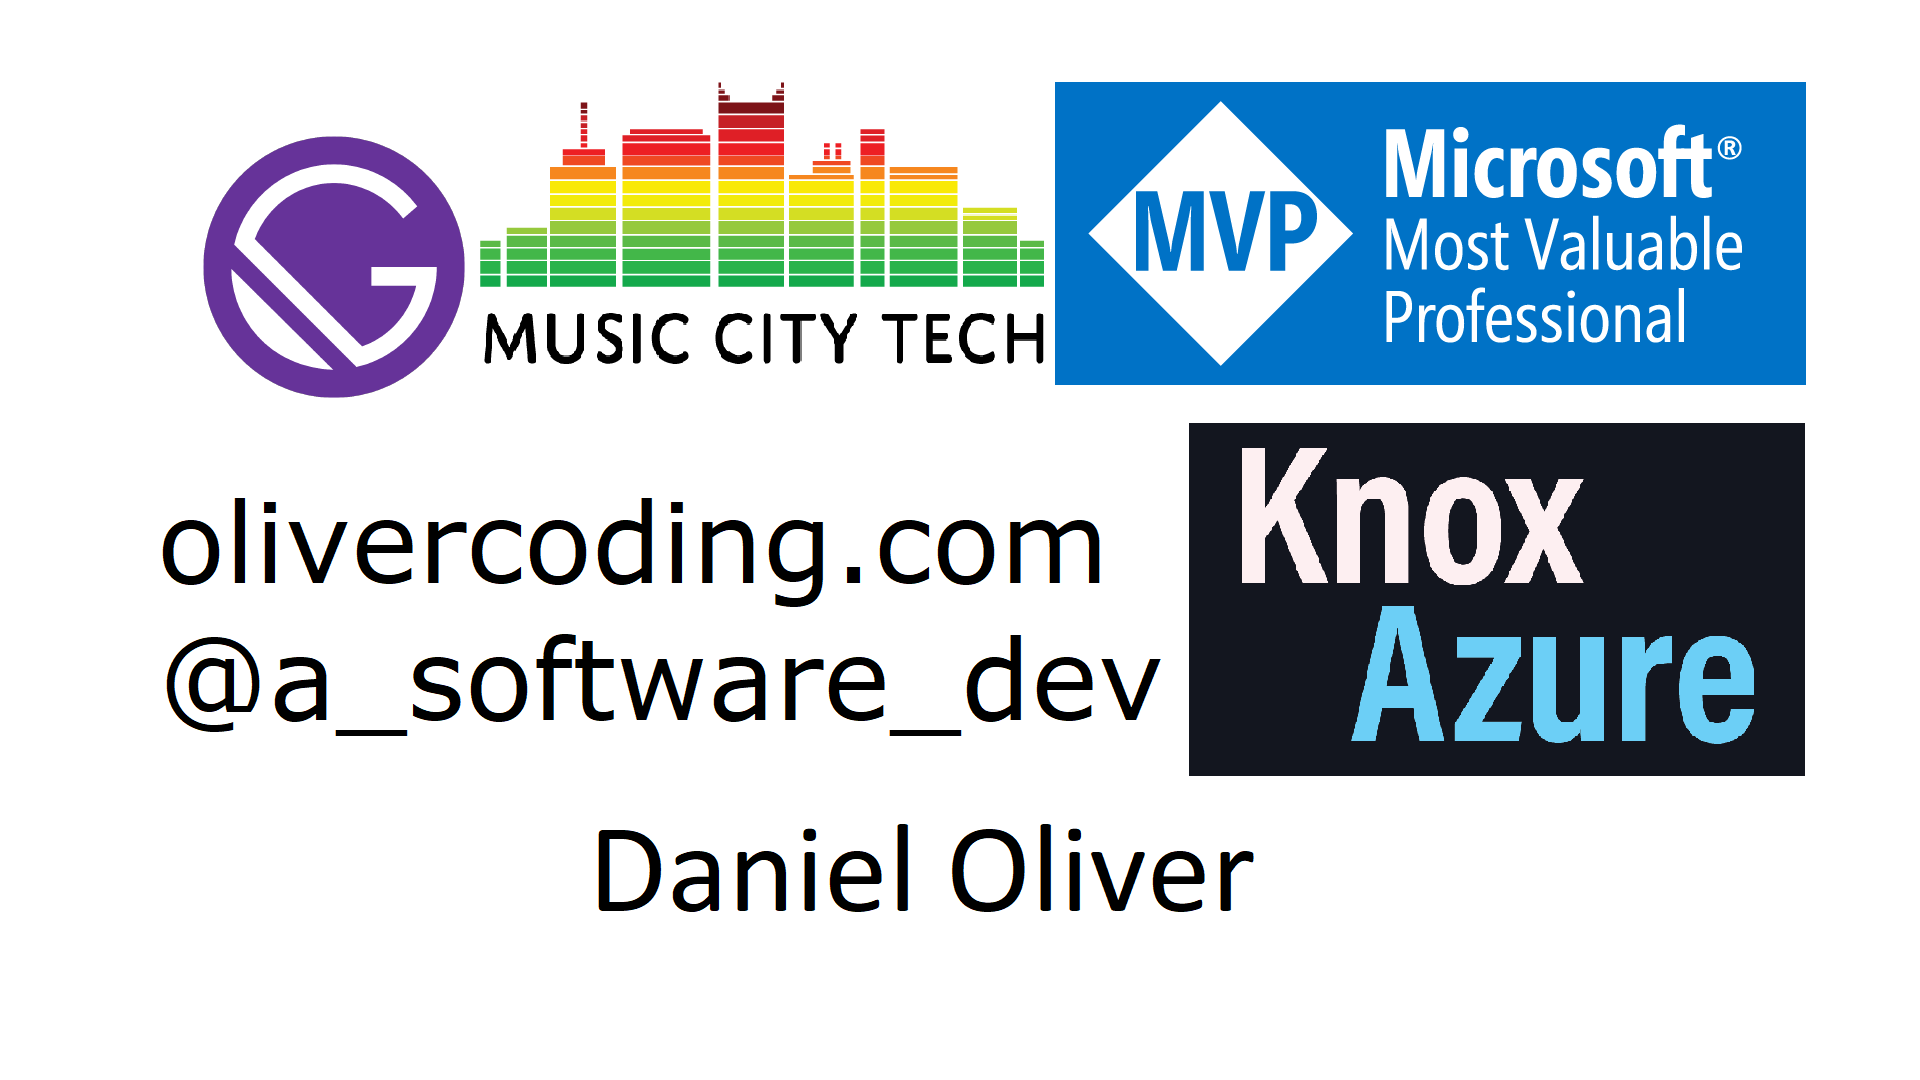 MUSIC CITY TECH
MVP
Microsoft®
Most Valuable
Professional
olivercoding.com
@a_software_dev
Knox
Azure
Daniel Oliver